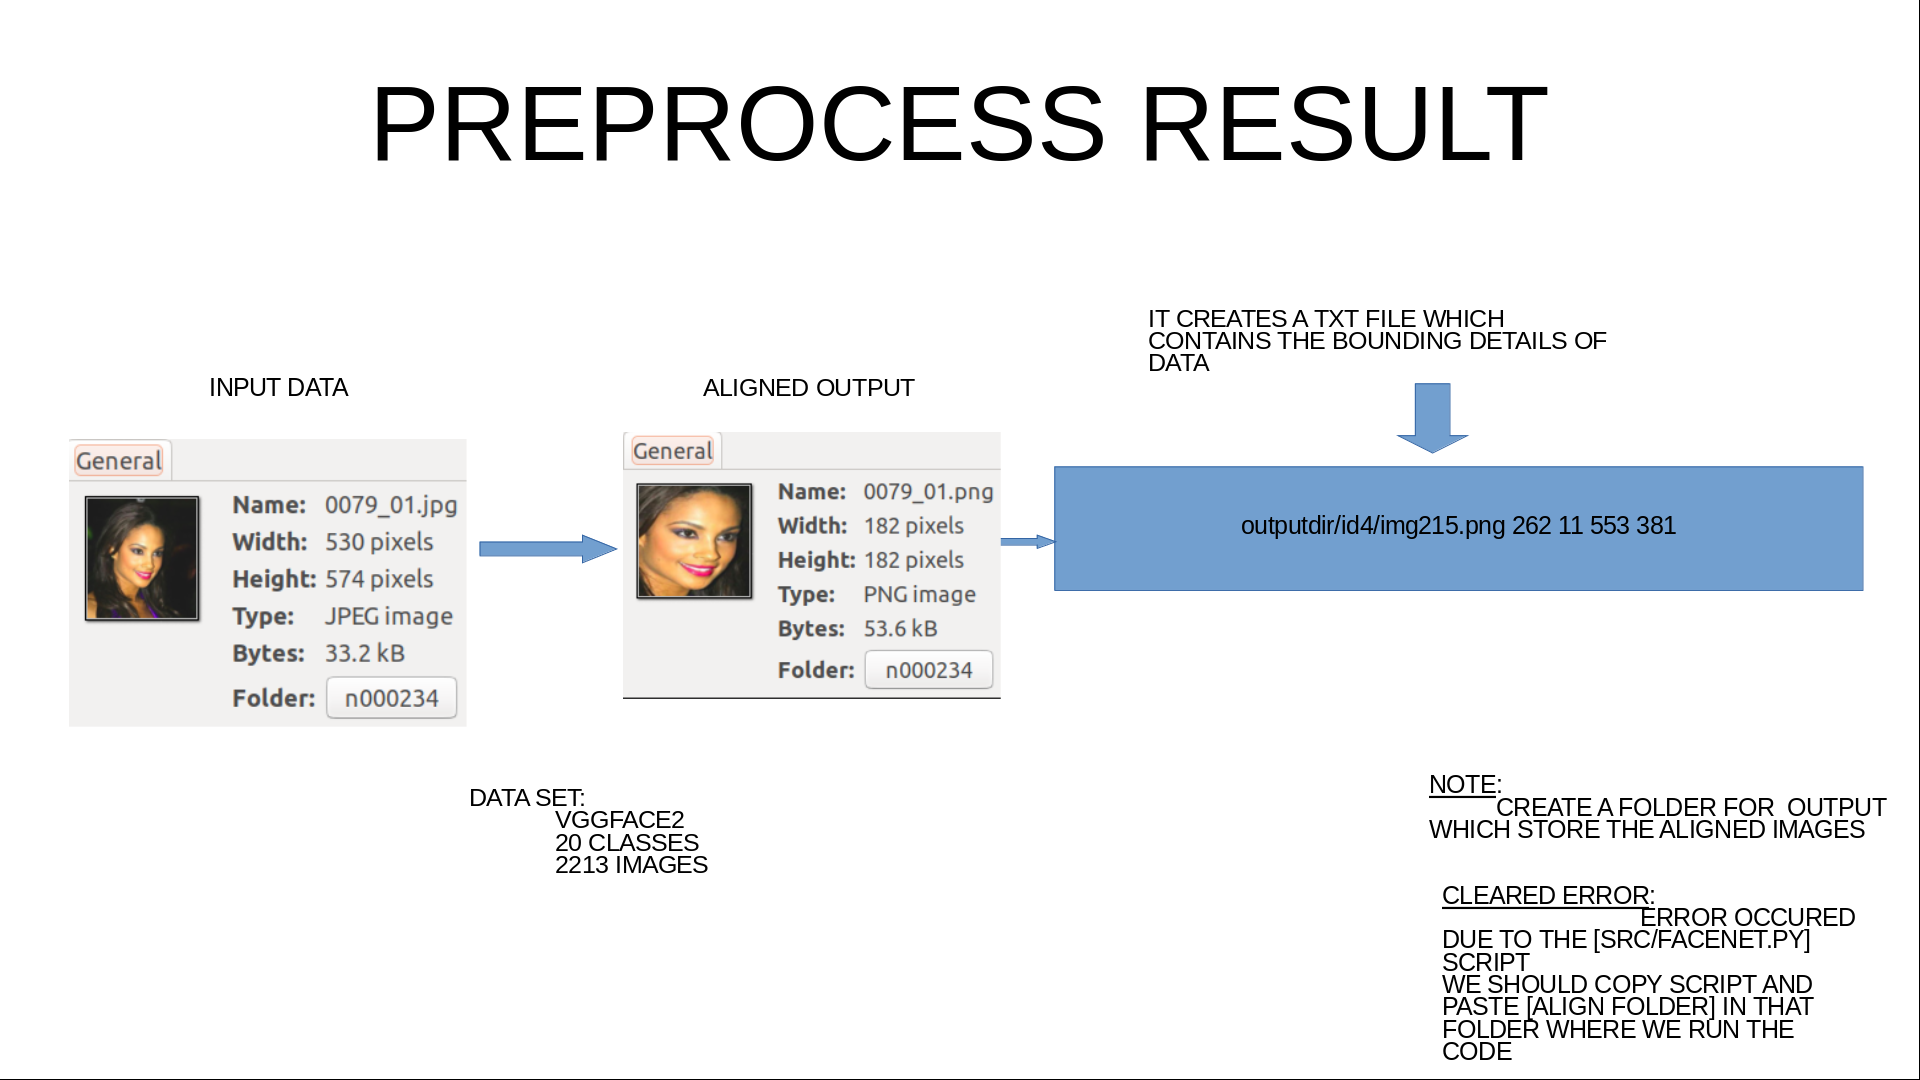 PREPROCESS RESULT
IT CREATES A TXT FILE WHICH
CONTAINS THE BOUNDING DETAILS OF
DATA
INPUT DATA
ALIGNED OUTPUT
General
Name: 0079_01.jpg
Width: 530 pixels
Height: 574 pixels
Type: JPEG image
Bytes: 33.2 kB
Folder: n000234
General
Name: 0079_01.png
Width: 182 pixels
Height: 182 pixels
Type: PNG image
Bytes: 53.6 kB
Folder: n000234
outputdir/id4/img215.png 262 11 553 381
DATA SET:
VGGFACE2
20 CLASSES
2213 IMAGES
NOTE:
CREATE A FOLDER FOR  OUTPUT
WHICH STORE THE ALIGNED IMAGES
CLEARED ERROR:
ERROR OCCURED
DUE TO THE [SRC/FACENET.PY]
SCRIPT
WE SHOULD COPY SCRIPT AND
PASTE [ALIGN FOLDER] IN THAT
FOLDER WHERE WE RUN THE
CODE